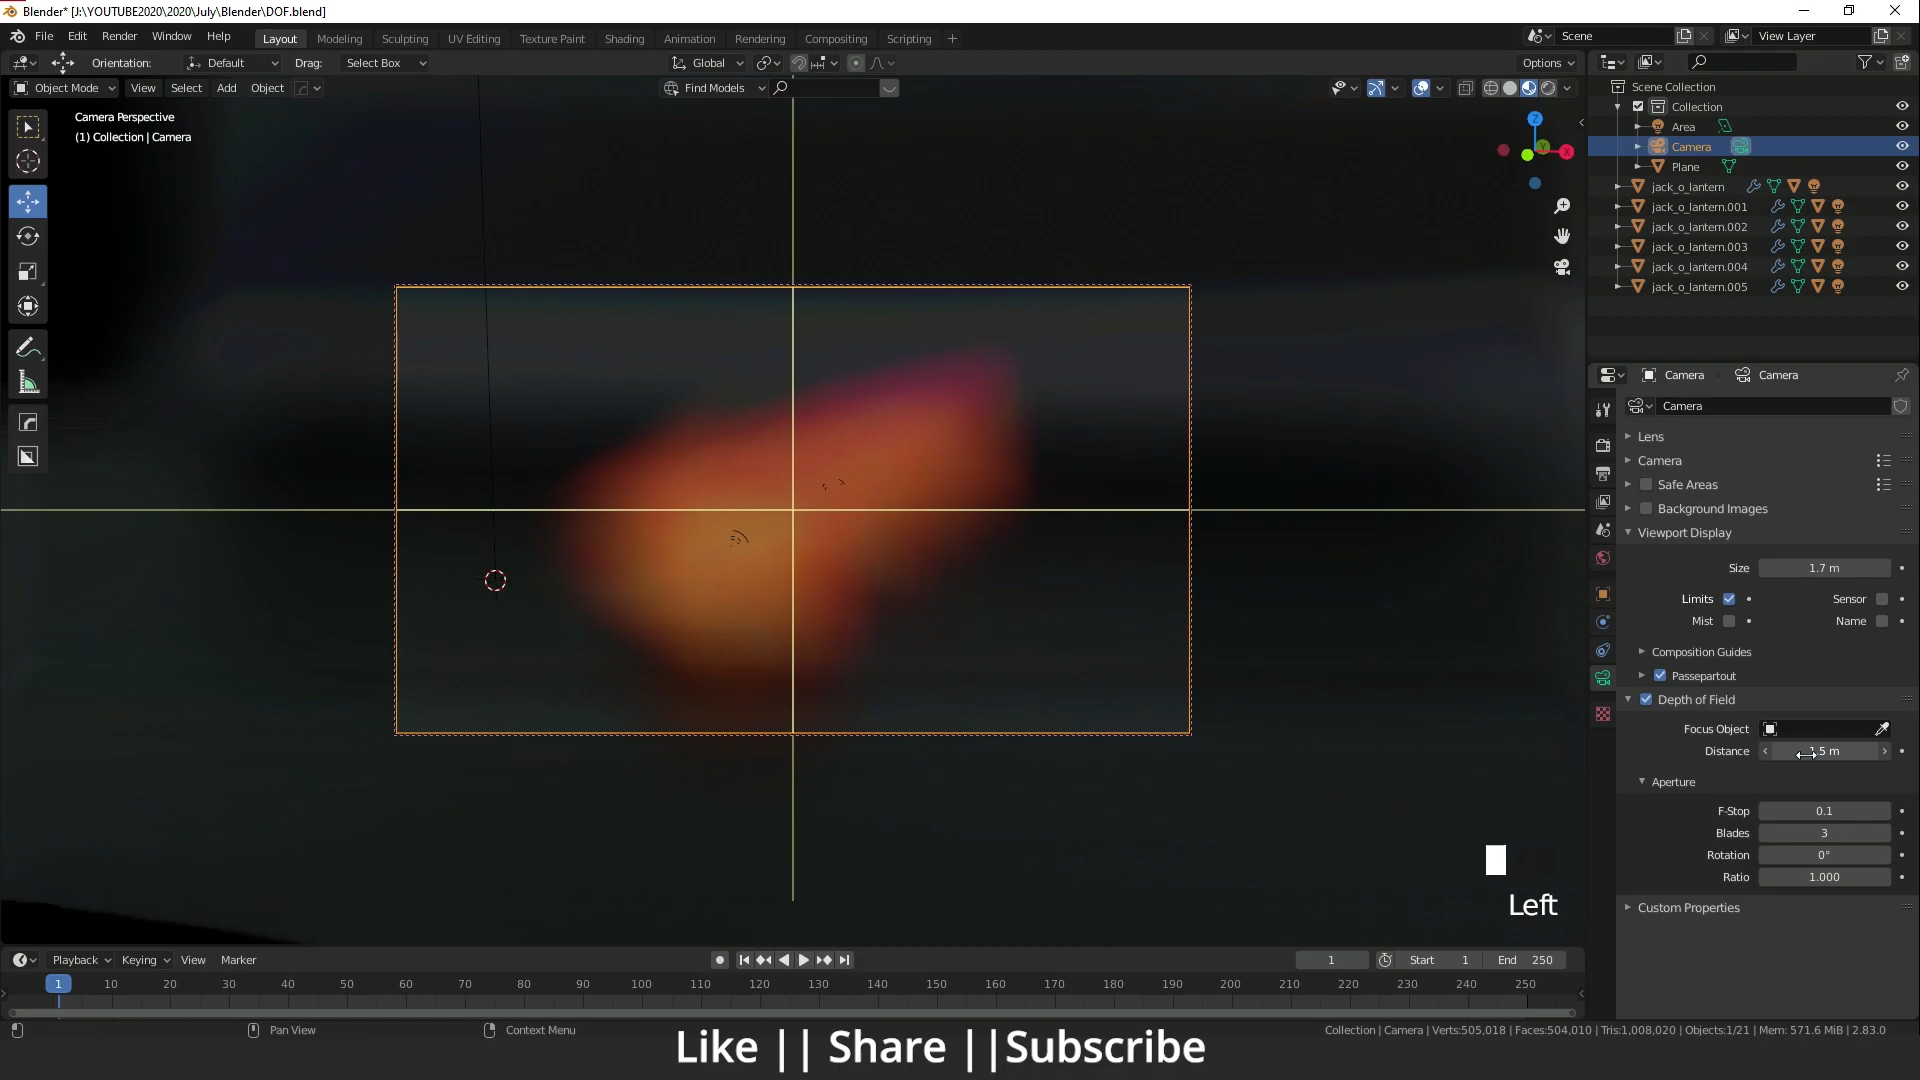 Blender* [J:\YOUTUBE2020\2020\July\Blender\DOF.blend]
File Edit Render Window Help Layout Modeling Sculpting UV Editing Texture Paint Shading Animation Rendering Compositing Scripting + Scene View Layer
Orientation: Default Drag: Select Box Global Options
Object Mode View Select Add Object Find Models
Camera Perspective
(1) Collection | Camera
Z
Y
X
Scene Collection
Collection
Area
Camera
Plane
jack_o_lantern
jack_o_lantern.001
jack_o_lantern.002
jack_o_lantern.003
jack_o_lantern.004
jack_o_lantern.005
Camera Camera
Camera
Lens
Camera
Safe Areas
Background Images
Viewport Display
Size 1.7 m
Limits Sensor
Mist Name
Composition Guides
Passepartout
Depth of Field
Focus Object
Distance 1.5 m
Aperture
F-Stop 0.1
Blades 3
Rotation 0°
Ratio 1.000
Custom Properties
Left
Playback Keying View Marker 1 Start 1 End 250
1 10 20 30 40 50 60 70 80 90 100 110 120 130 140 150 160 170 180 190 200 210 220 230 240 250
Pan View Context Menu Collection | Camera | Verts:505,018 | Faces:504,010 | Tris:1,008,020 | Objects:1/21 | Mem: 571.6 MiB | 2.83.0
Like || Share ||Subscribe